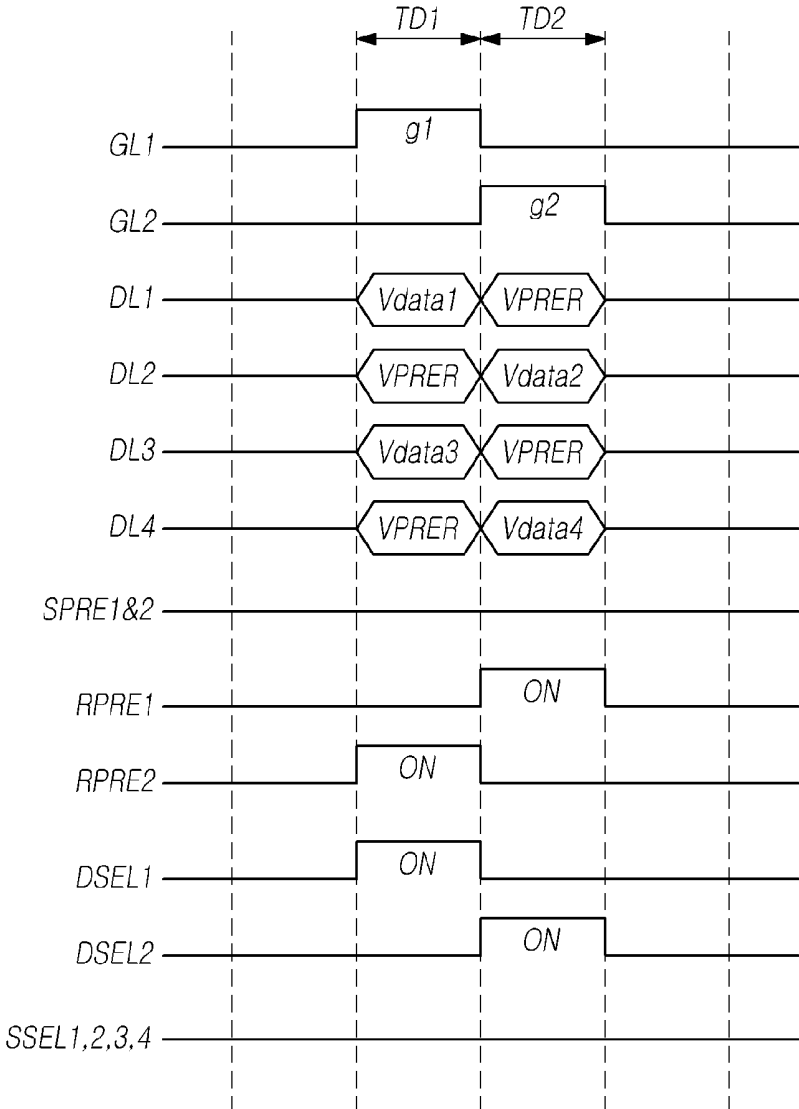 TD1 TD2
GL1 g1
GL2 g2
DL1 Vdata1 VPRER
DL2 VPRER Vdata2
DL3 Vdata3 VPRER
DL4 VPRER Vdata4
SPRE1&2
RPRE1 ON
RPRE2 ON
DSEL1 ON
DSEL2 ON
SSEL1,2,3,4